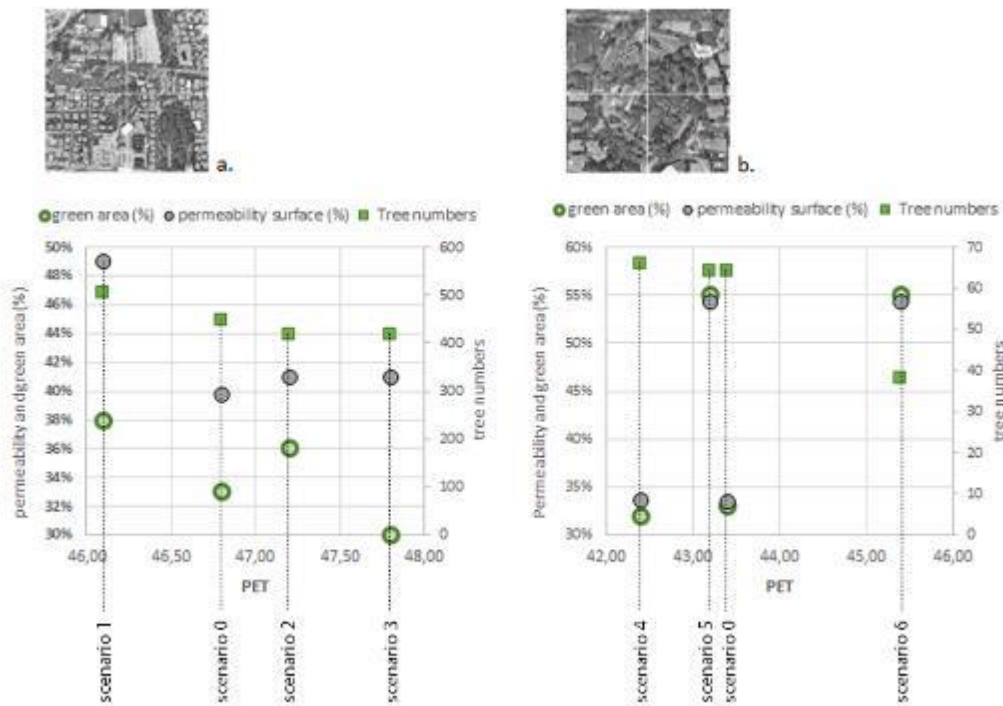 a.
b.
green area (%) permeability surface (%) Tree numbers
green area (%) permeability surface (%) Tree numbers
permeability and green area (%)
50%
48%
46%
44%
42%
40%
38%
36%
34%
32%
30%
600
500
400
300
200
100
0
tree numbers
46,00 46,50 47,00 47,50 48,00
PET
scenario 1
scenario 0
scenario 2
scenario 3
Permeability and green area (%)
60%
55%
50%
45%
40%
35%
30%
70
60
50
40
30
20
10
0
tree numbers
42,00 43,00 44,00 45,00 46,00
PET
scenario 4
scenario 5
scenario 0
scenario 6